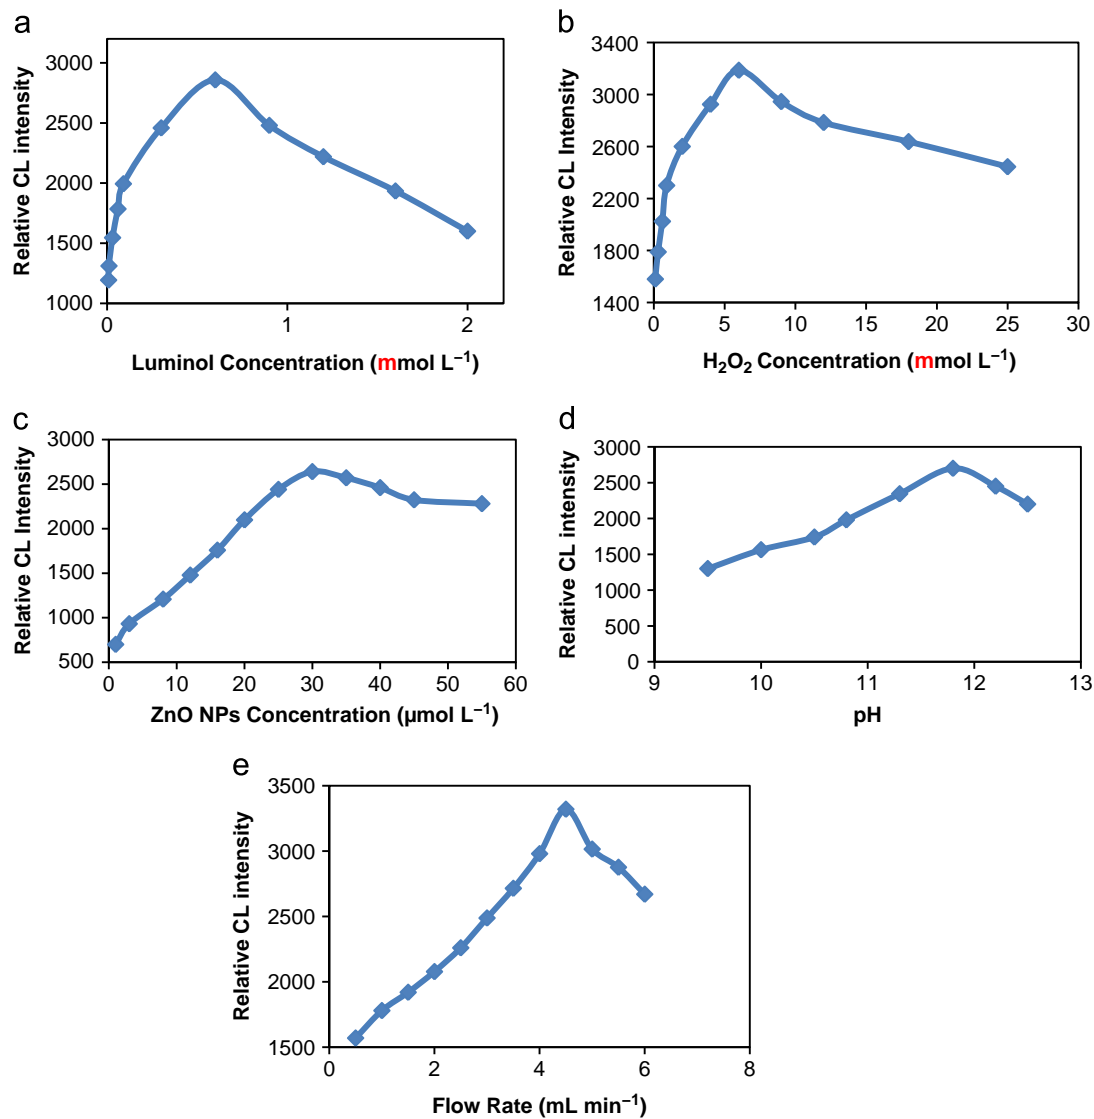 a
3000
2500
2000
1500
1000
0 1 2
Relative CL intensity
Luminol Concentration (mmol L⁻¹)
b
3400
3000
2600
2200
1800
1400
0 5 10 15 20 25 30
Relative CL Intensity
H₂O₂ Concentration (mmol L⁻¹)
c
3000
2500
2000
1500
1000
500
0 10 20 30 40 50 60
Relative CL Intensity
ZnO NPs Concentration (µmol L⁻¹)
d
3000
2500
2000
1500
1000
500
0
9 10 11 12 13
Relative CL intensity
pH
e
3500
3000
2500
2000
1500
0 2 4 6 8
Relative CL intensity
Flow Rate (mL min⁻¹)